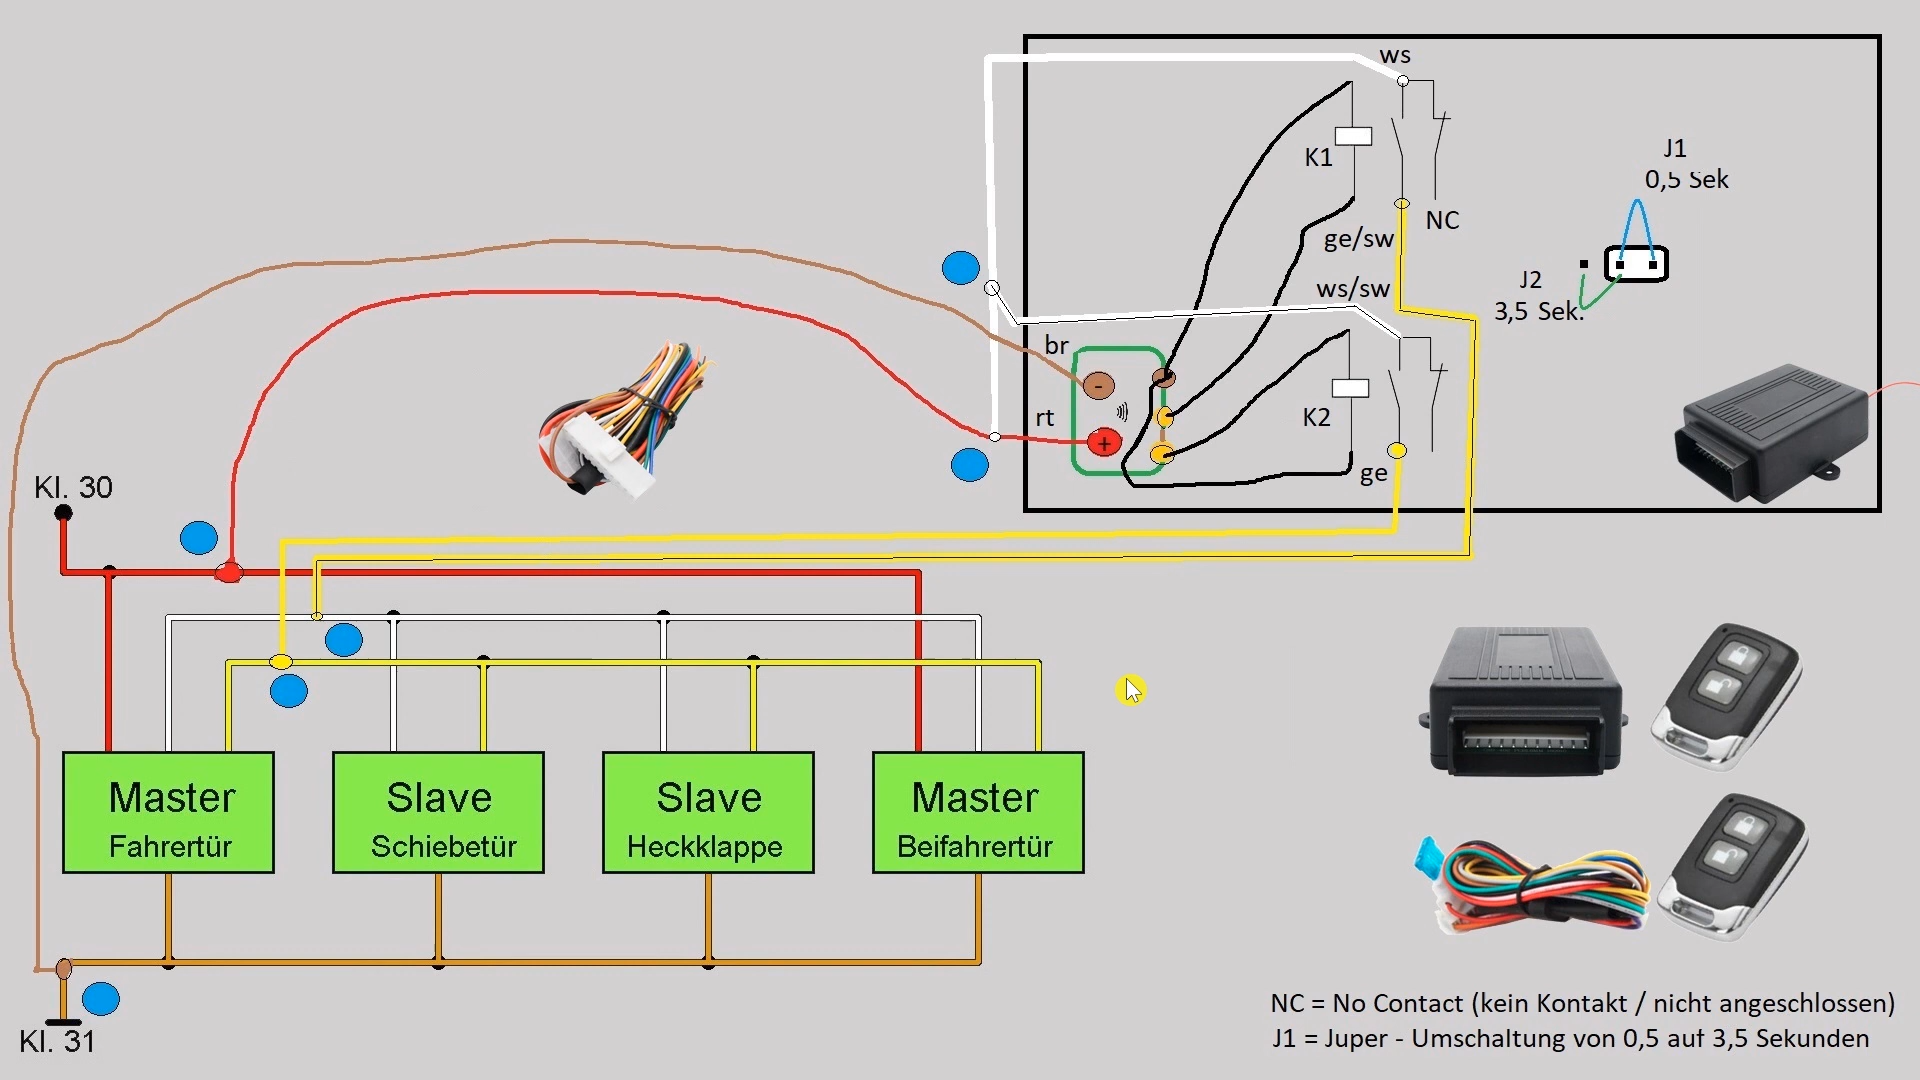 ws
K1
J1
0,5 Sek
NC
ge/sw
ws/sw
J2
3,5 Sek.
br
-
rt
+
K2
ge
Kl. 30
Master
Fahrertür
Slave
Schiebetür
Slave
Heckklappe
Master
Beifahrertür
Kl. 31
NC = No Contact (kein Kontakt / nicht angeschlossen)
J1 = Juper - Umschaltung von 0,5 auf 3,5 Sekunden